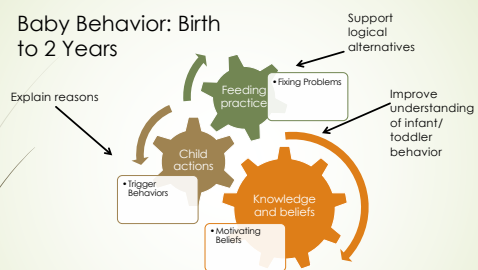 Baby Behavior: Birth
to 2 Years
Support
logical
alternatives
Explain reasons
Feeding
practice
•Fixing Problems
Improve
understanding
of infant/
toddler
behavior
Child
actions
•Trigger
Behaviors
Knowledge
and beliefs
•Motivating
Beliefs